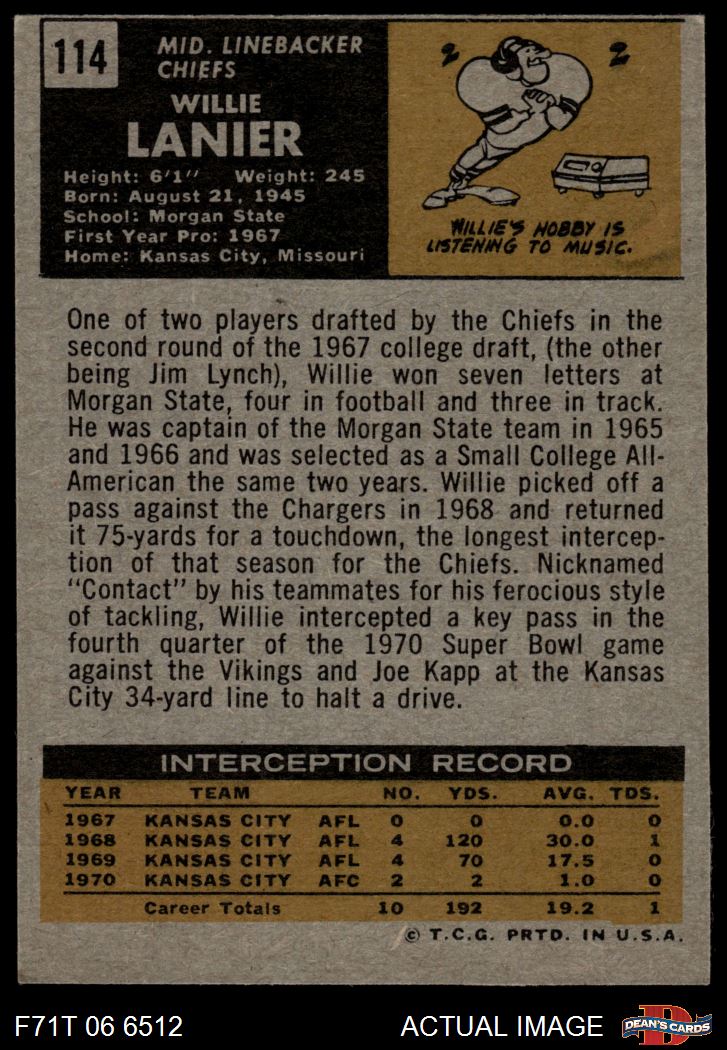 114
MID. LINEBACKER
CHIEFS
WILLIE
LANIER
Height: 6'1" Weight: 245
Born: August 21, 1945
School: Morgan State
First Year Pro: 1967
Home: Kansas City, Missouri
WILLIE'S HOBBY IS
LISTENING TO MUSIC.
One of two players drafted by the Chiefs in the
second round of the 1967 college draft, (the other
being Jim Lynch), Willie won seven letters at
Morgan State, four in football and three in track.
He was captain of the Morgan State team in 1965
and 1966 and was selected as a Small College All-
American the same two years. Willie picked off a
pass against the Chargers in 1968 and returned
it 75-yards for a touchdown, the longest intercep-
tion of that season for the Chiefs. Nicknamed
"Contact" by his teammates for his ferocious style
of tackling, Willie intercepted a key pass in the
fourth quarter of the 1970 Super Bowl game
against the Vikings and Joe Kapp at the Kansas
City 34-yard line to halt a drive.
INTERCEPTION RECORD
YEAR TEAM NO. YDS. AVG. TDS.
1967 KANSAS CITY AFL 0 0 0.0 0
1968 KANSAS CITY AFL 4 120 30.0 1
1969 KANSAS CITY AFL 4 70 17.5 0
1970 KANSAS CITY AFC 2 2 1.0 0
Career Totals 10 192 19.2 1
© T.C.G. PRTD. IN U.S.A.
F71T 06 6512 ACTUAL IMAGE
D
DEAN'S CARDS